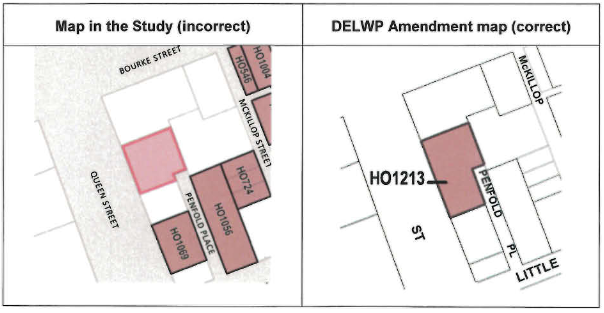 Map in the Study (incorrect)
DELWP Amendment map (correct)
BOURKE STREET
HO546
HO1004
MCKILLOP STREET
QUEEN STREET
HO724
PENFOLD PLACE
HO1056
HO1069
McKILLOP
HO1213
PENFOLD
ST
PL
LITTLE